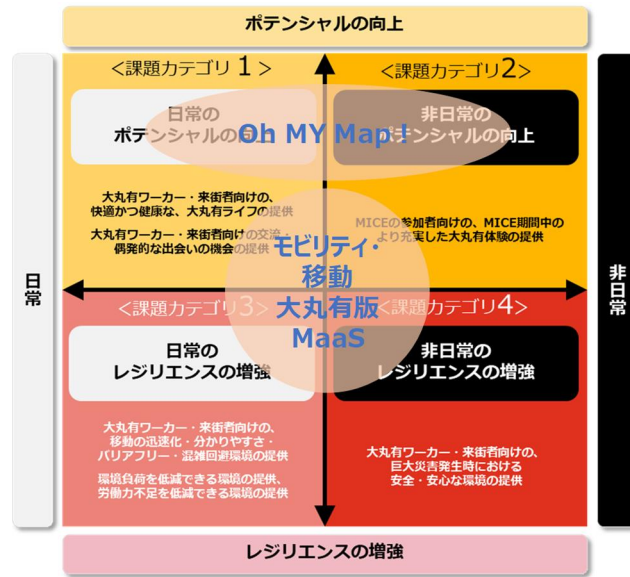 ポテンシャルの向上
<課題カテゴリ1>
<課題カテゴリ2>
日常の
ポテンシャルの向上
非日常の
ポテンシャルの向上
Oh MY Map !
大丸有ワーカー・来街者向けの、
快適かつ健康な、大丸有ライフの提供
大丸有ワーカー・来街者向けの交流・
偶発的な出会いの機会の提供
MICEの参加者向けの、MICE期間中の
より充実した大丸有体験の提供
モビリティ・
移動
大丸有版
MaaS
日常
非日常
<課題カテゴリ3>
<課題カテゴリ4>
日常の
レジリエンスの増強
非日常の
レジリエンスの増強
大丸有ワーカー・来街者向けの、
移動の迅速化・分かりやすさ・
バリアフリー・混雑回避環境の提供
環境負荷を低減できる環境の提供、
労働力不足を低減できる環境の提供
大丸有ワーカー・来街者向けの、
巨大災害発生時における
安全・安心な環境の提供
レジリエンスの増強